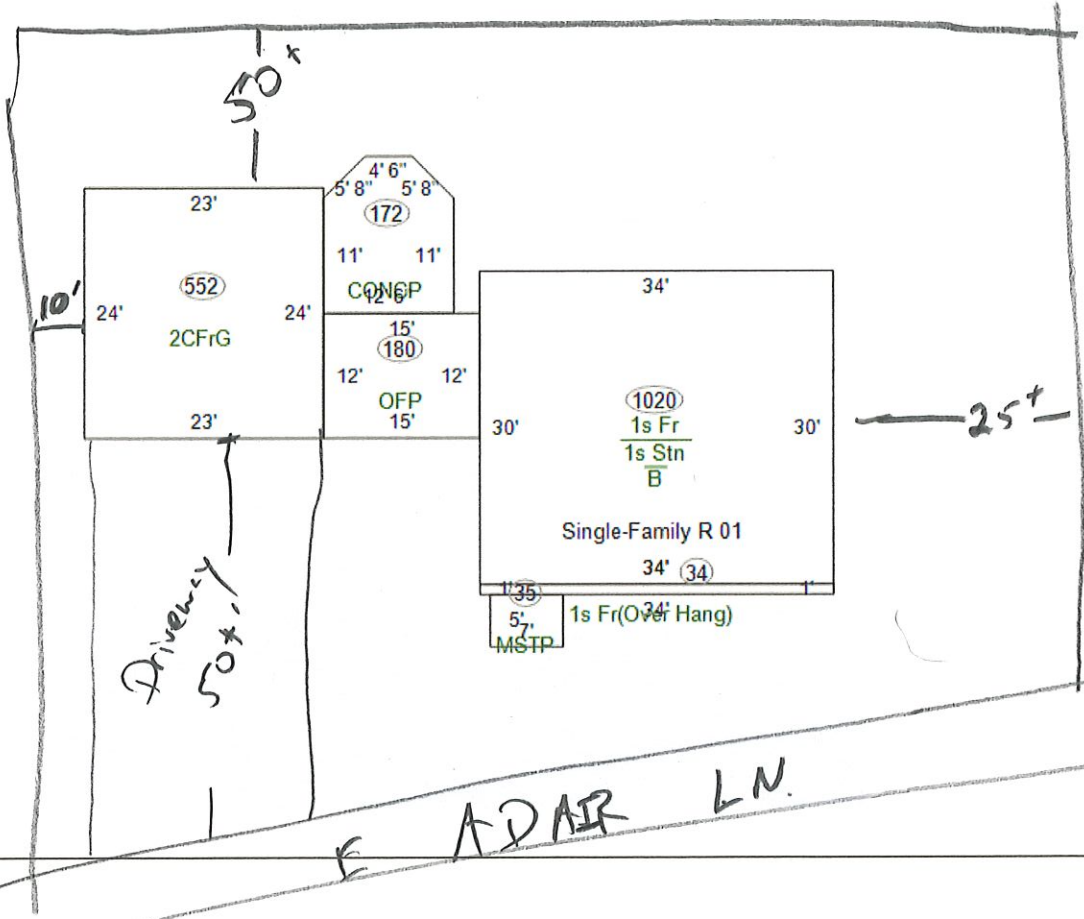 50+
4' 6"
5' 8" 5' 8"
172
11' 11'
CONCP
12' 6"
23'
552
24' 24'
2CFrG
23'
10'
15'
180
12' 12'
OFP
15'
34'
1020
30' 30'
1s Fr
1s Stn
B
Single-Family R 01
34' 34
1' 35 1'
34'
1s Fr(Over Hang)
5'
7'
MSTP
25+
Driveway
50+
E ADAIR LN.